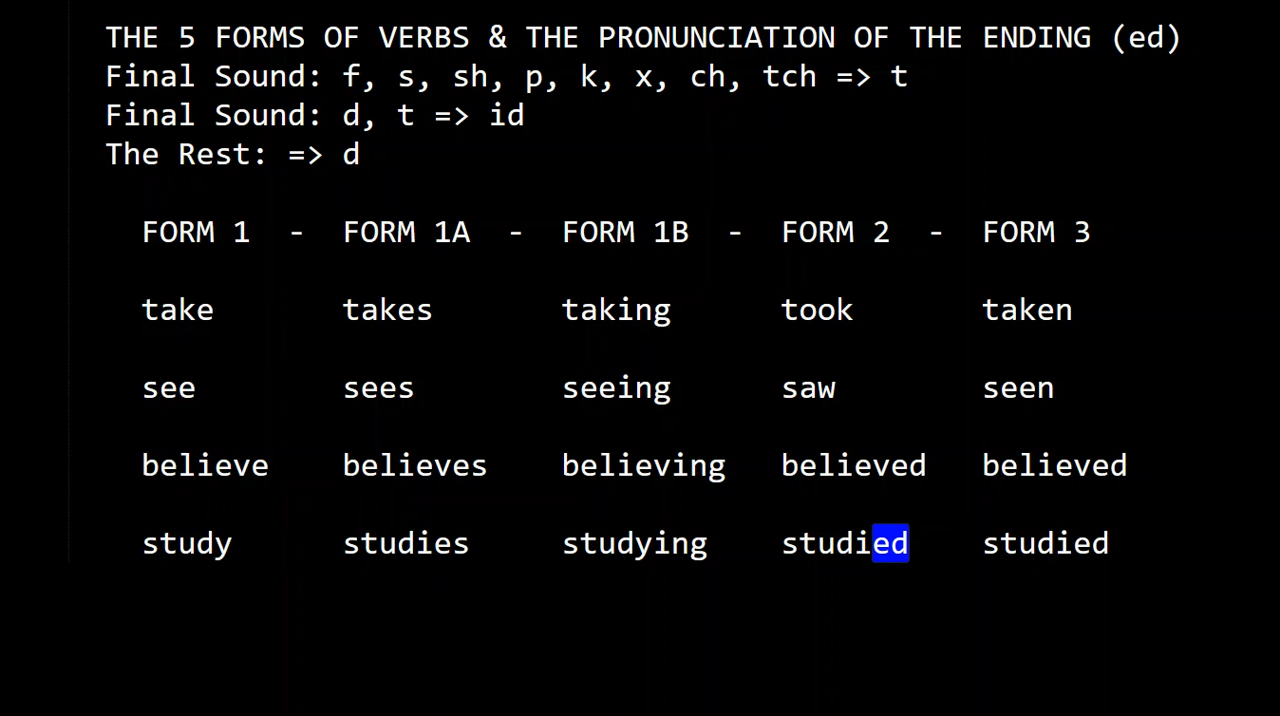 THE 5 FORMS OF VERBS & THE PRONUNCIATION OF THE ENDING (ed)
Final Sound: f, s, sh, p, k, x, ch, tch => t
Final Sound: d, t => id
The Rest: => d
FORM 1 - FORM 1A - FORM 1B - FORM 2 - FORM 3
take takes taking took taken
see sees seeing saw seen
believe believes believing believed believed
study studies studying studied studied